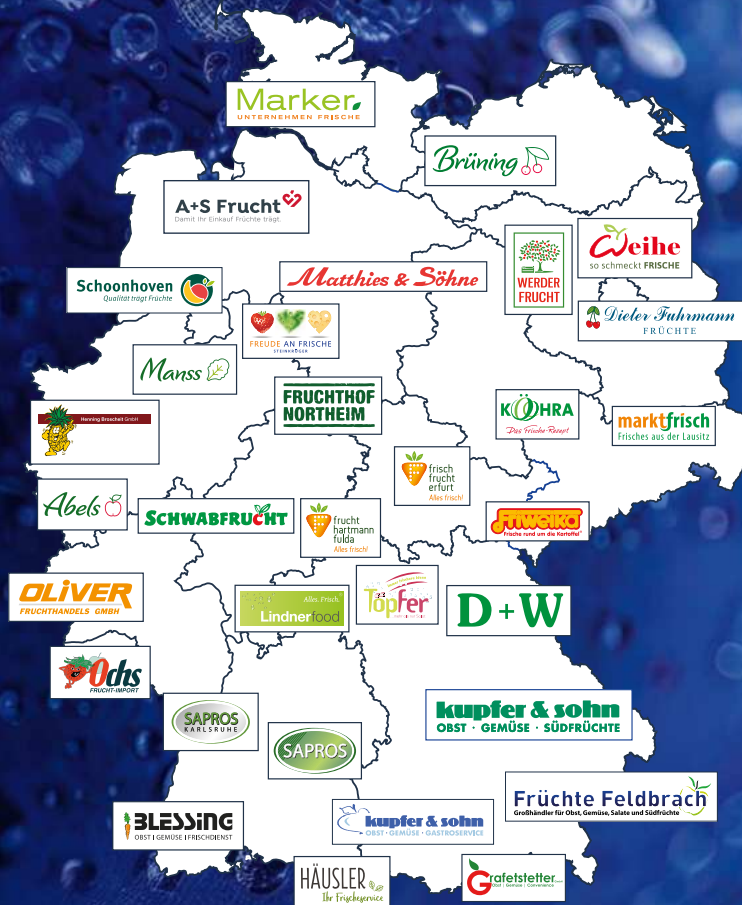 Marker
UNTERNEHMEN FRISCHE
Brüning
A+S Frucht
Damit Ihr Einkauf Früchte trägt.
Weihe
so schmeckt FRISCHE
WERDER
FRUCHT
Matthies & Söhne
Schoonhoven
Qualität trägt Früchte
Dieter Fuhrmann
FRÜCHTE
FREUDE AN FRISCHE
STEINKRÜGER
Manss
FRUCHTHOF
NORTHEIM
KÖHRA
Das Frische-Rezept
marktfrisch
Frisches aus der Lausitz
Henning Broscheit GmbH
frisch
frucht
erfurt
Alles frisch!
Abels
SCHWABFRUCHT
frucht
hartmann
fulda
Alles frisch!
Friweika
Frische rund um die Kartoffel®
OLIVER
FRUCHTHANDELS GMBH
Alles. Frisch.
Lindnerfood
Töpfer
D+W
Ochs
FRUCHT-IMPORT
SAPROS
KARLSRUHE
SAPROS
kupfer & sohn
OBST · GEMÜSE · SÜDFRÜCHTE
Früchte Feldbrach
Großhändler für Obst, Gemüse, Salate und Südfrüchte
BLESSING
OBST I GEMÜSE I FRISCHDIENST
kupfer & sohn
OBST · GEMÜSE · GASTROSERVICE
HÄUSLER
Ihr Frischeservice
Grafetstetter
Obst | Gemüse | Convenience